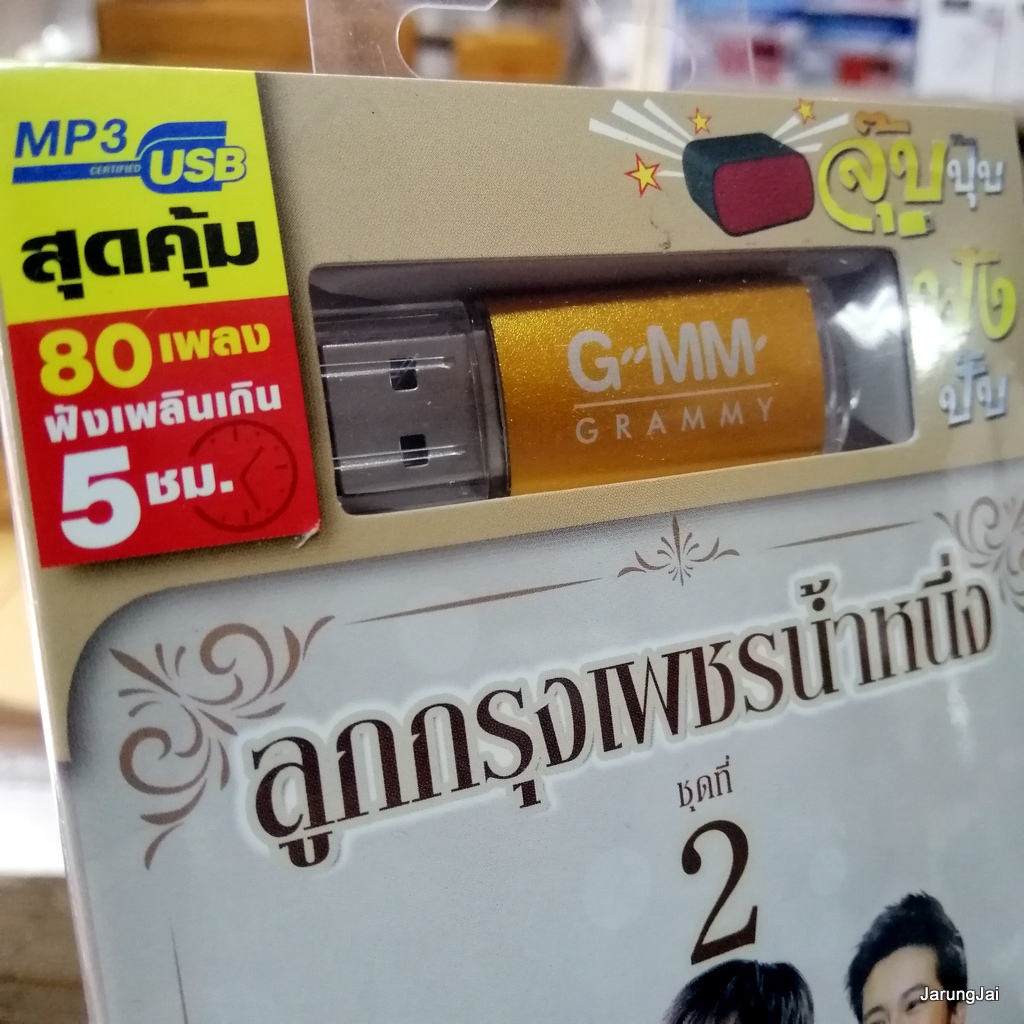 MP3
CERTIFIED
USB
สุดคุ้ม
80 เพลง
ฟังเพลินเกิน
5 ชม.
จุ๊บ ปุ๊บ
ฟัง
ปั๊บ
G"MM'
GRAMMY
ลูกกรุงเพชรน้ำหนึ่ง
ชุดที่
2
JarungJai